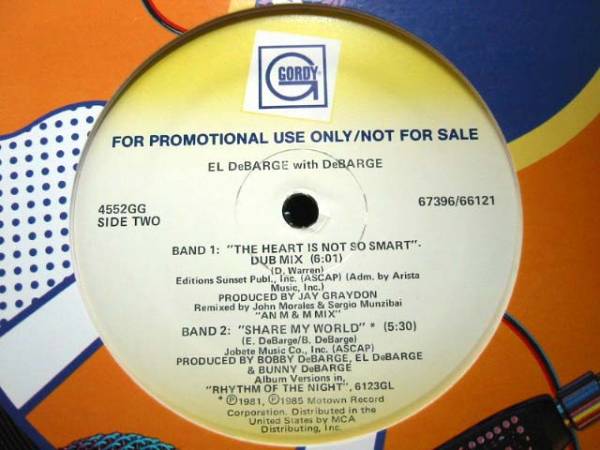 GORDY
FOR PROMOTIONAL USE ONLY/NOT FOR SALE
EL DeBARGE with DeBARGE
4552GG
SIDE TWO
67396/66121
BAND 1: "THE HEART IS NOT SO SMART"-
DUB MIX (6:01)
(D. Warren)
Editions Sunset Publ., Inc. (ASCAP) (Adm. by Arista
Music, Inc.)
PRODUCED BY JAY GRAYDON
Remixed by John Morales & Sergio Munzibai
"AN M & M MIX"
BAND 2: "SHARE MY WORLD" * (5:30)
(E. DeBarge/B. DeBarge)
Jobete Music Co., Inc. (ASCAP)
PRODUCED BY BOBBY DeBARGE, EL DeBARGE
& BUNNY DeBARGE
Album Versions in,
"RHYTHM OF THE NIGHT", 6123GL
* ℗1981, ℗1985 Motown Record
Corporation. Distributed in the
United States by MCA
Distributing, Inc.